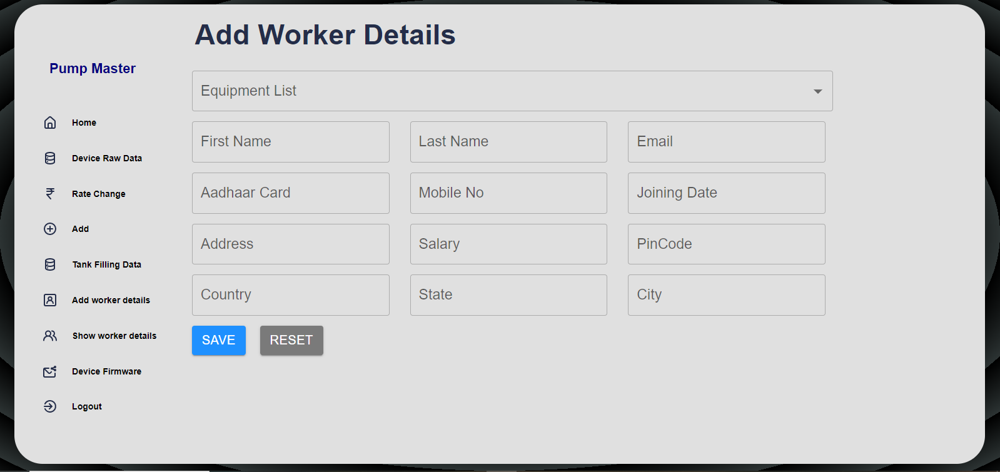 Add Worker Details
Pump Master
Home
Device Raw Data
Rate Change
Add
Tank Filling Data
Add worker details
Show worker details
Device Firmware
Logout
Equipment List
First Name
Last Name
Email
Aadhaar Card
Mobile No
Joining Date
Address
Salary
PinCode
Country
State
City
SAVE
RESET